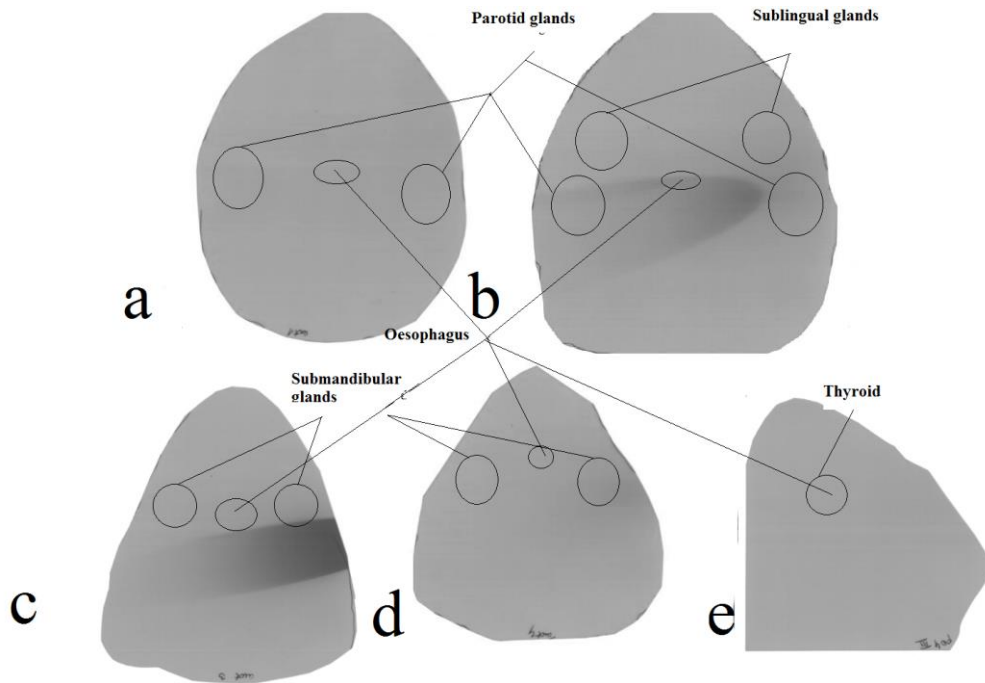 Parotid glands
Sublingual glands
a
b
Oesophagus
Submandibular
glands
Thyroid
c
d
e